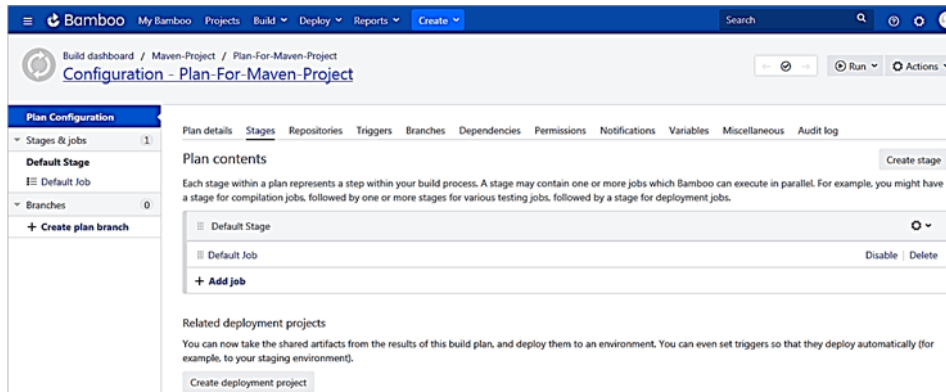 Bamboo My Bamboo Projects Build Deploy Reports Create Search
Build dashboard / Maven-Project / Plan-For-Maven-Project
Configuration - Plan-For-Maven-Project
Run Actions
Plan Configuration
Stages & jobs 1
Default Stage
Default Job
Branches 0
+ Create plan branch
Plan details Stages Repositories Triggers Branches Dependencies Permissions Notifications Variables Miscellaneous Audit log
Plan contents
Create stage
Each stage within a plan represents a step within your build process. A stage may contain one or more jobs which Bamboo can execute in parallel. For example, you might have
a stage for compilation jobs, followed by one or more stages for various testing jobs, followed by a stage for deployment jobs.
Default Stage
Default Job Disable Delete
+ Add job
Related deployment projects
You can now take the shared artifacts from the results of this build plan, and deploy them to an environment. You can even set triggers so that they deploy automatically (for
example, to your staging environment).
Create deployment project